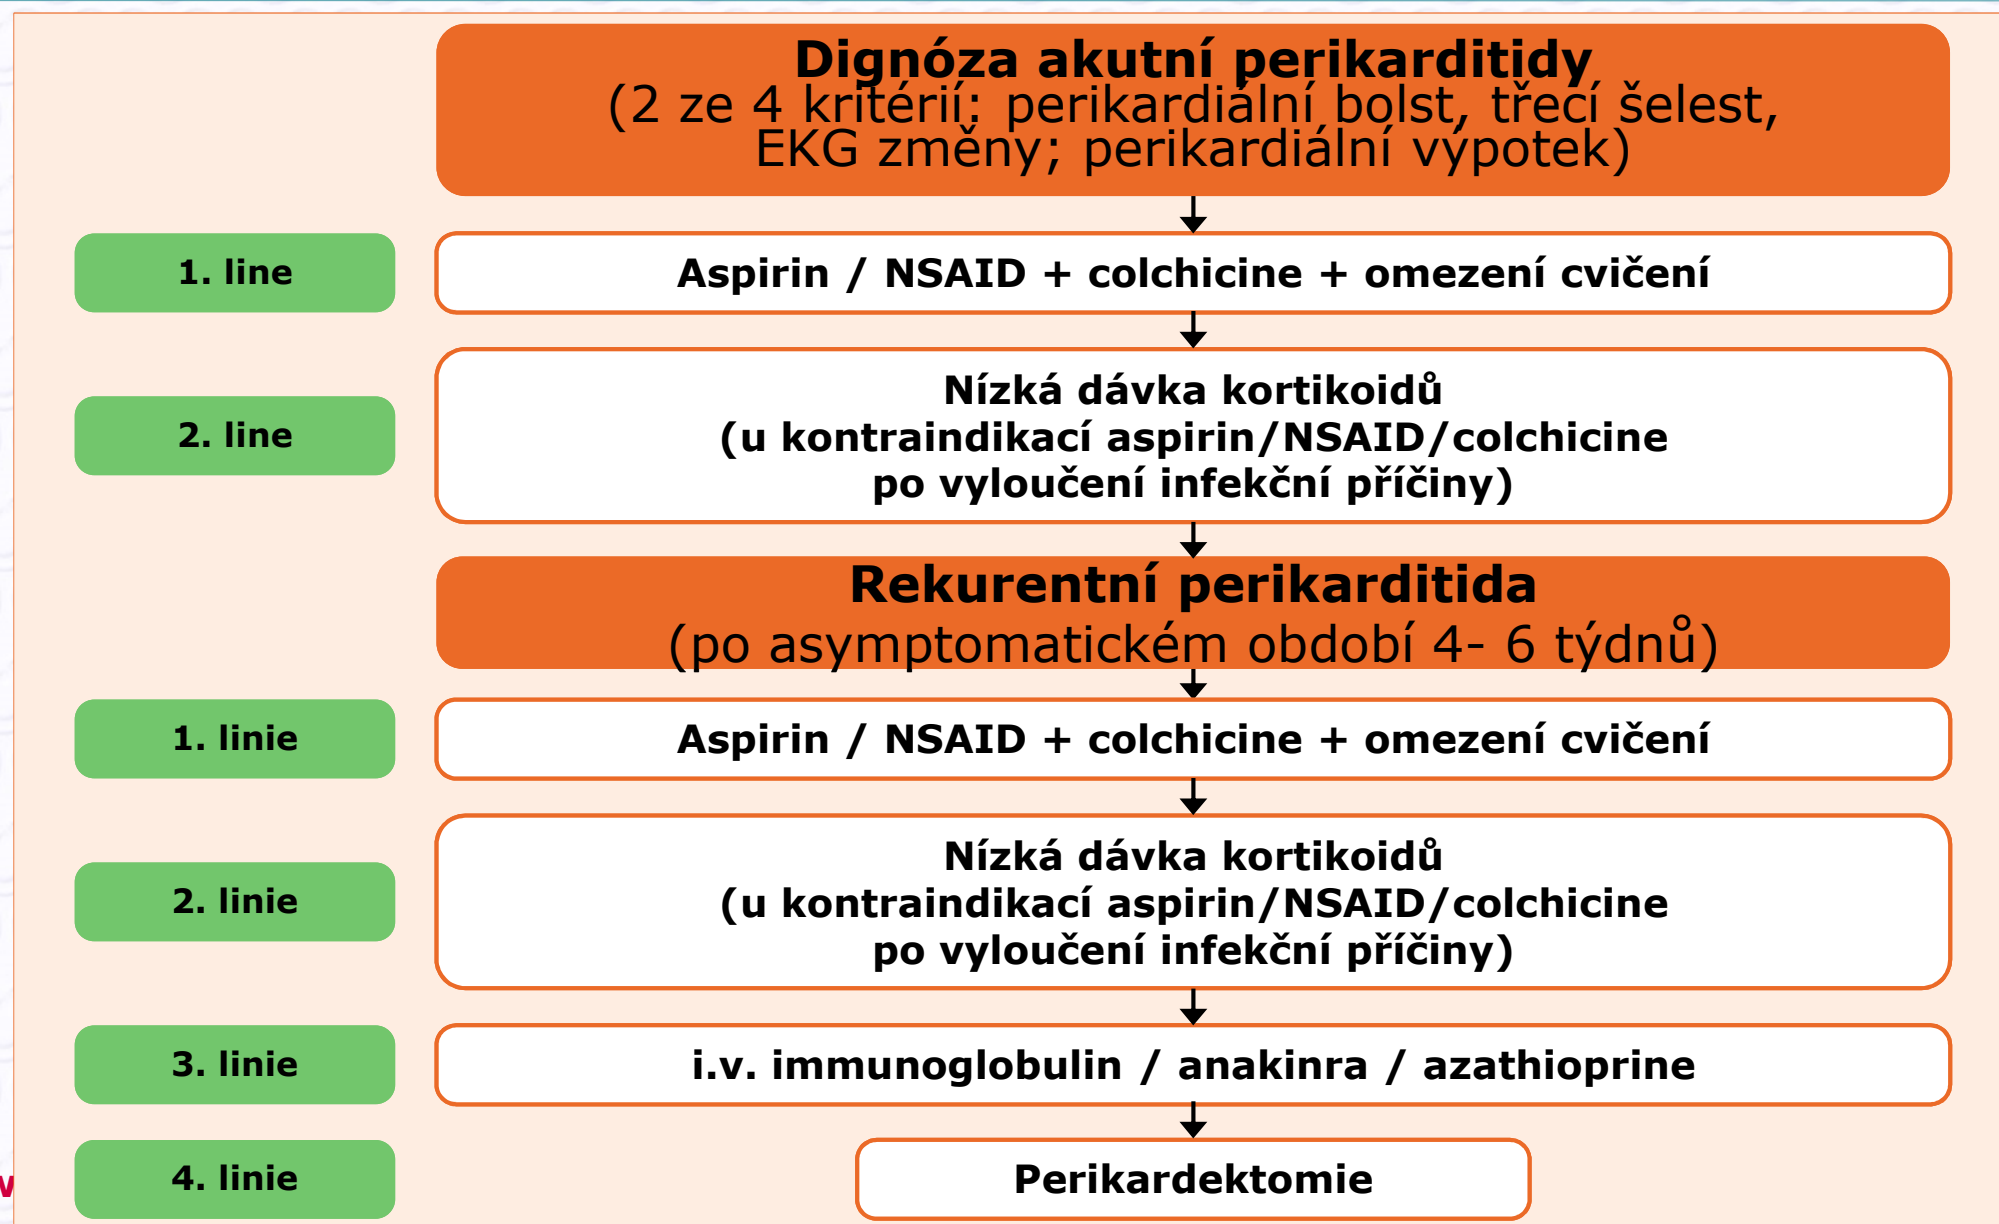 Dignóza akutní perikarditidy
(2 ze 4 kritérií: perikardiální bolst, třecí šelest,
EKG změny; perikardiální výpotek)
1. line
Aspirin / NSAID + colchicine + omezení cvičení
2. line
Nízká dávka kortikoidů
(u kontraindikací aspirin/NSAID/colchicine
po vyloučení infekční příčiny)
Rekurentní perikarditida
(po asymptomatickém období 4- 6 týdnů)
1. linie
Aspirin / NSAID + colchicine + omezení cvičení
2. linie
Nízká dávka kortikoidů
(u kontraindikací aspirin/NSAID/colchicine
po vyloučení infekční příčiny)
3. linie
i.v. immunoglobulin / anakinra / azathioprine
4. linie
Perikardektomie